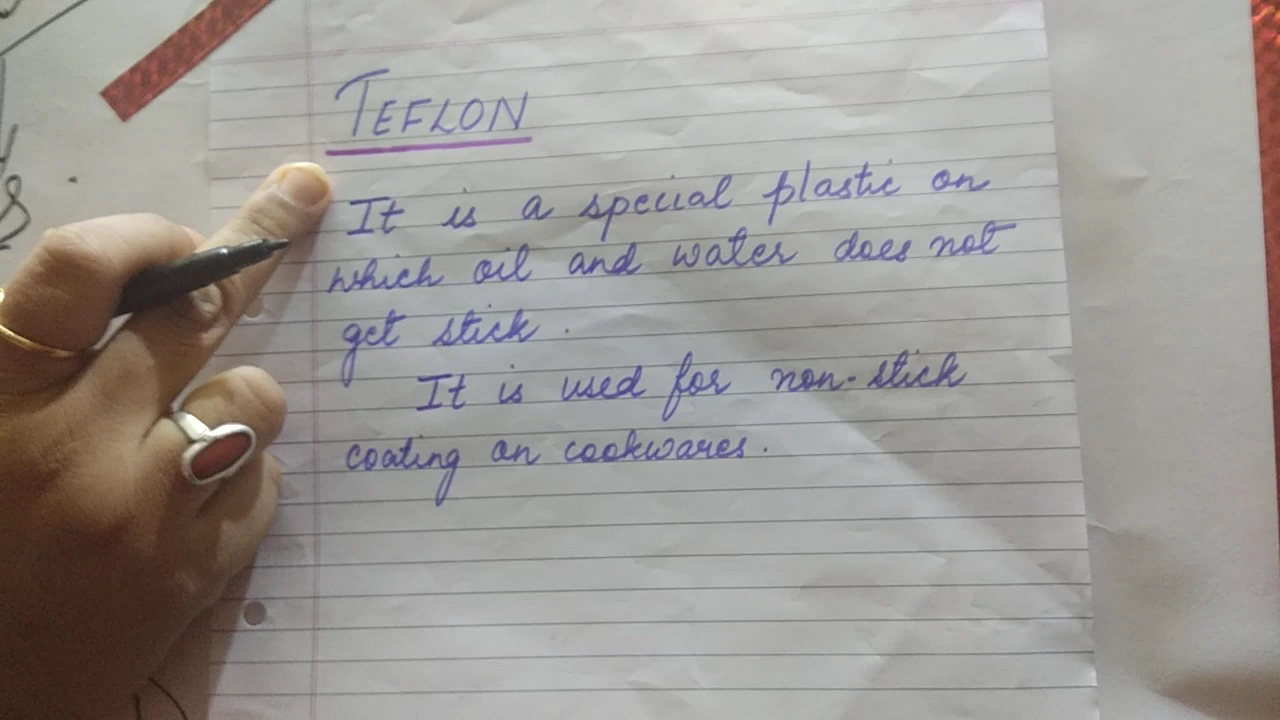 TEFLON
It is a special plastic on
which oil and water does not
get stick.
It is used for non-stick
coating on cookwares.